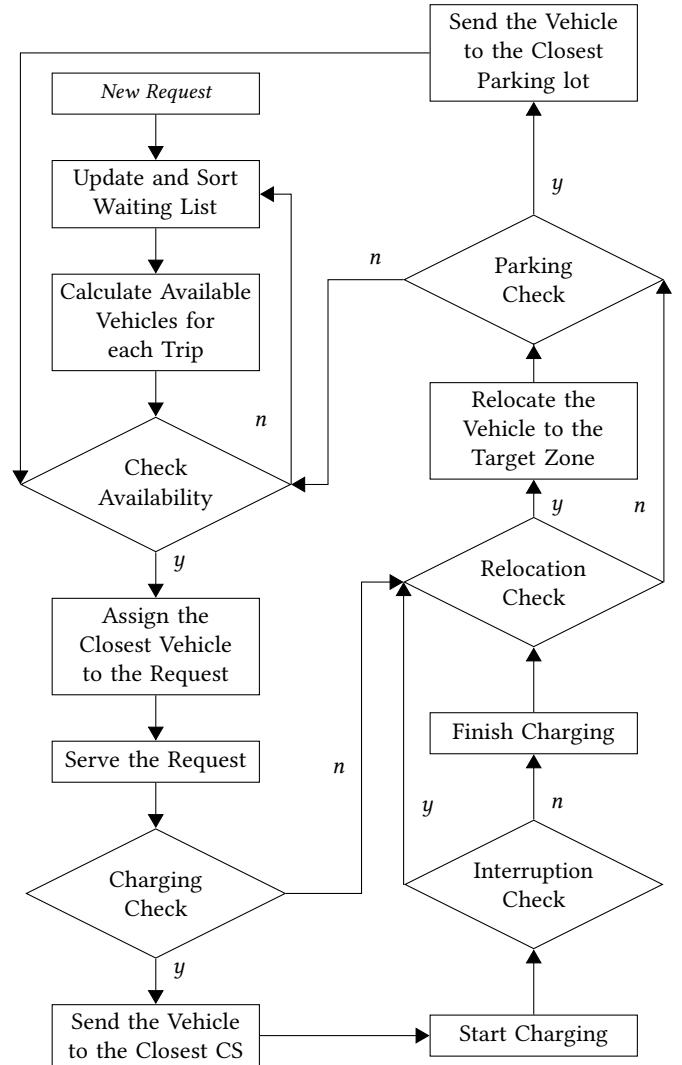 Send the Vehicle
to the Closest
Parking lot
New Request
Update and Sort
Waiting List
Calculate Available
Vehicles for
each Trip
n
Check
Availability
y
Assign the
Closest Vehicle
to the Request
Serve the Request
n
Charging
Check
y
Send the Vehicle
to the Closest CS
y
n
Parking
Check
Relocate the
Vehicle to the
Target Zone
y
n
Relocation
Check
Finish Charging
y
n
Interruption
Check
Start Charging